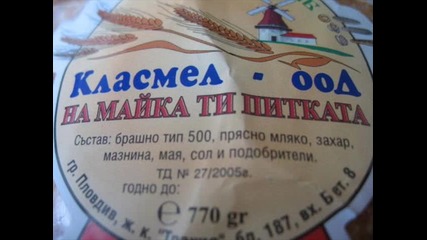 Класмел - ооД
НА МАЙКА ТИ ПИТКАТА
Състав: брашно тип 500, прясно мляко, захар,
мазнина, мая, сол и подобрители.
ТД № 27/2005г.
годно до:
℮ 770 gr
гр. Пловдив, ж. к. "Тракия", бл. 187, вх. Б ет. 8